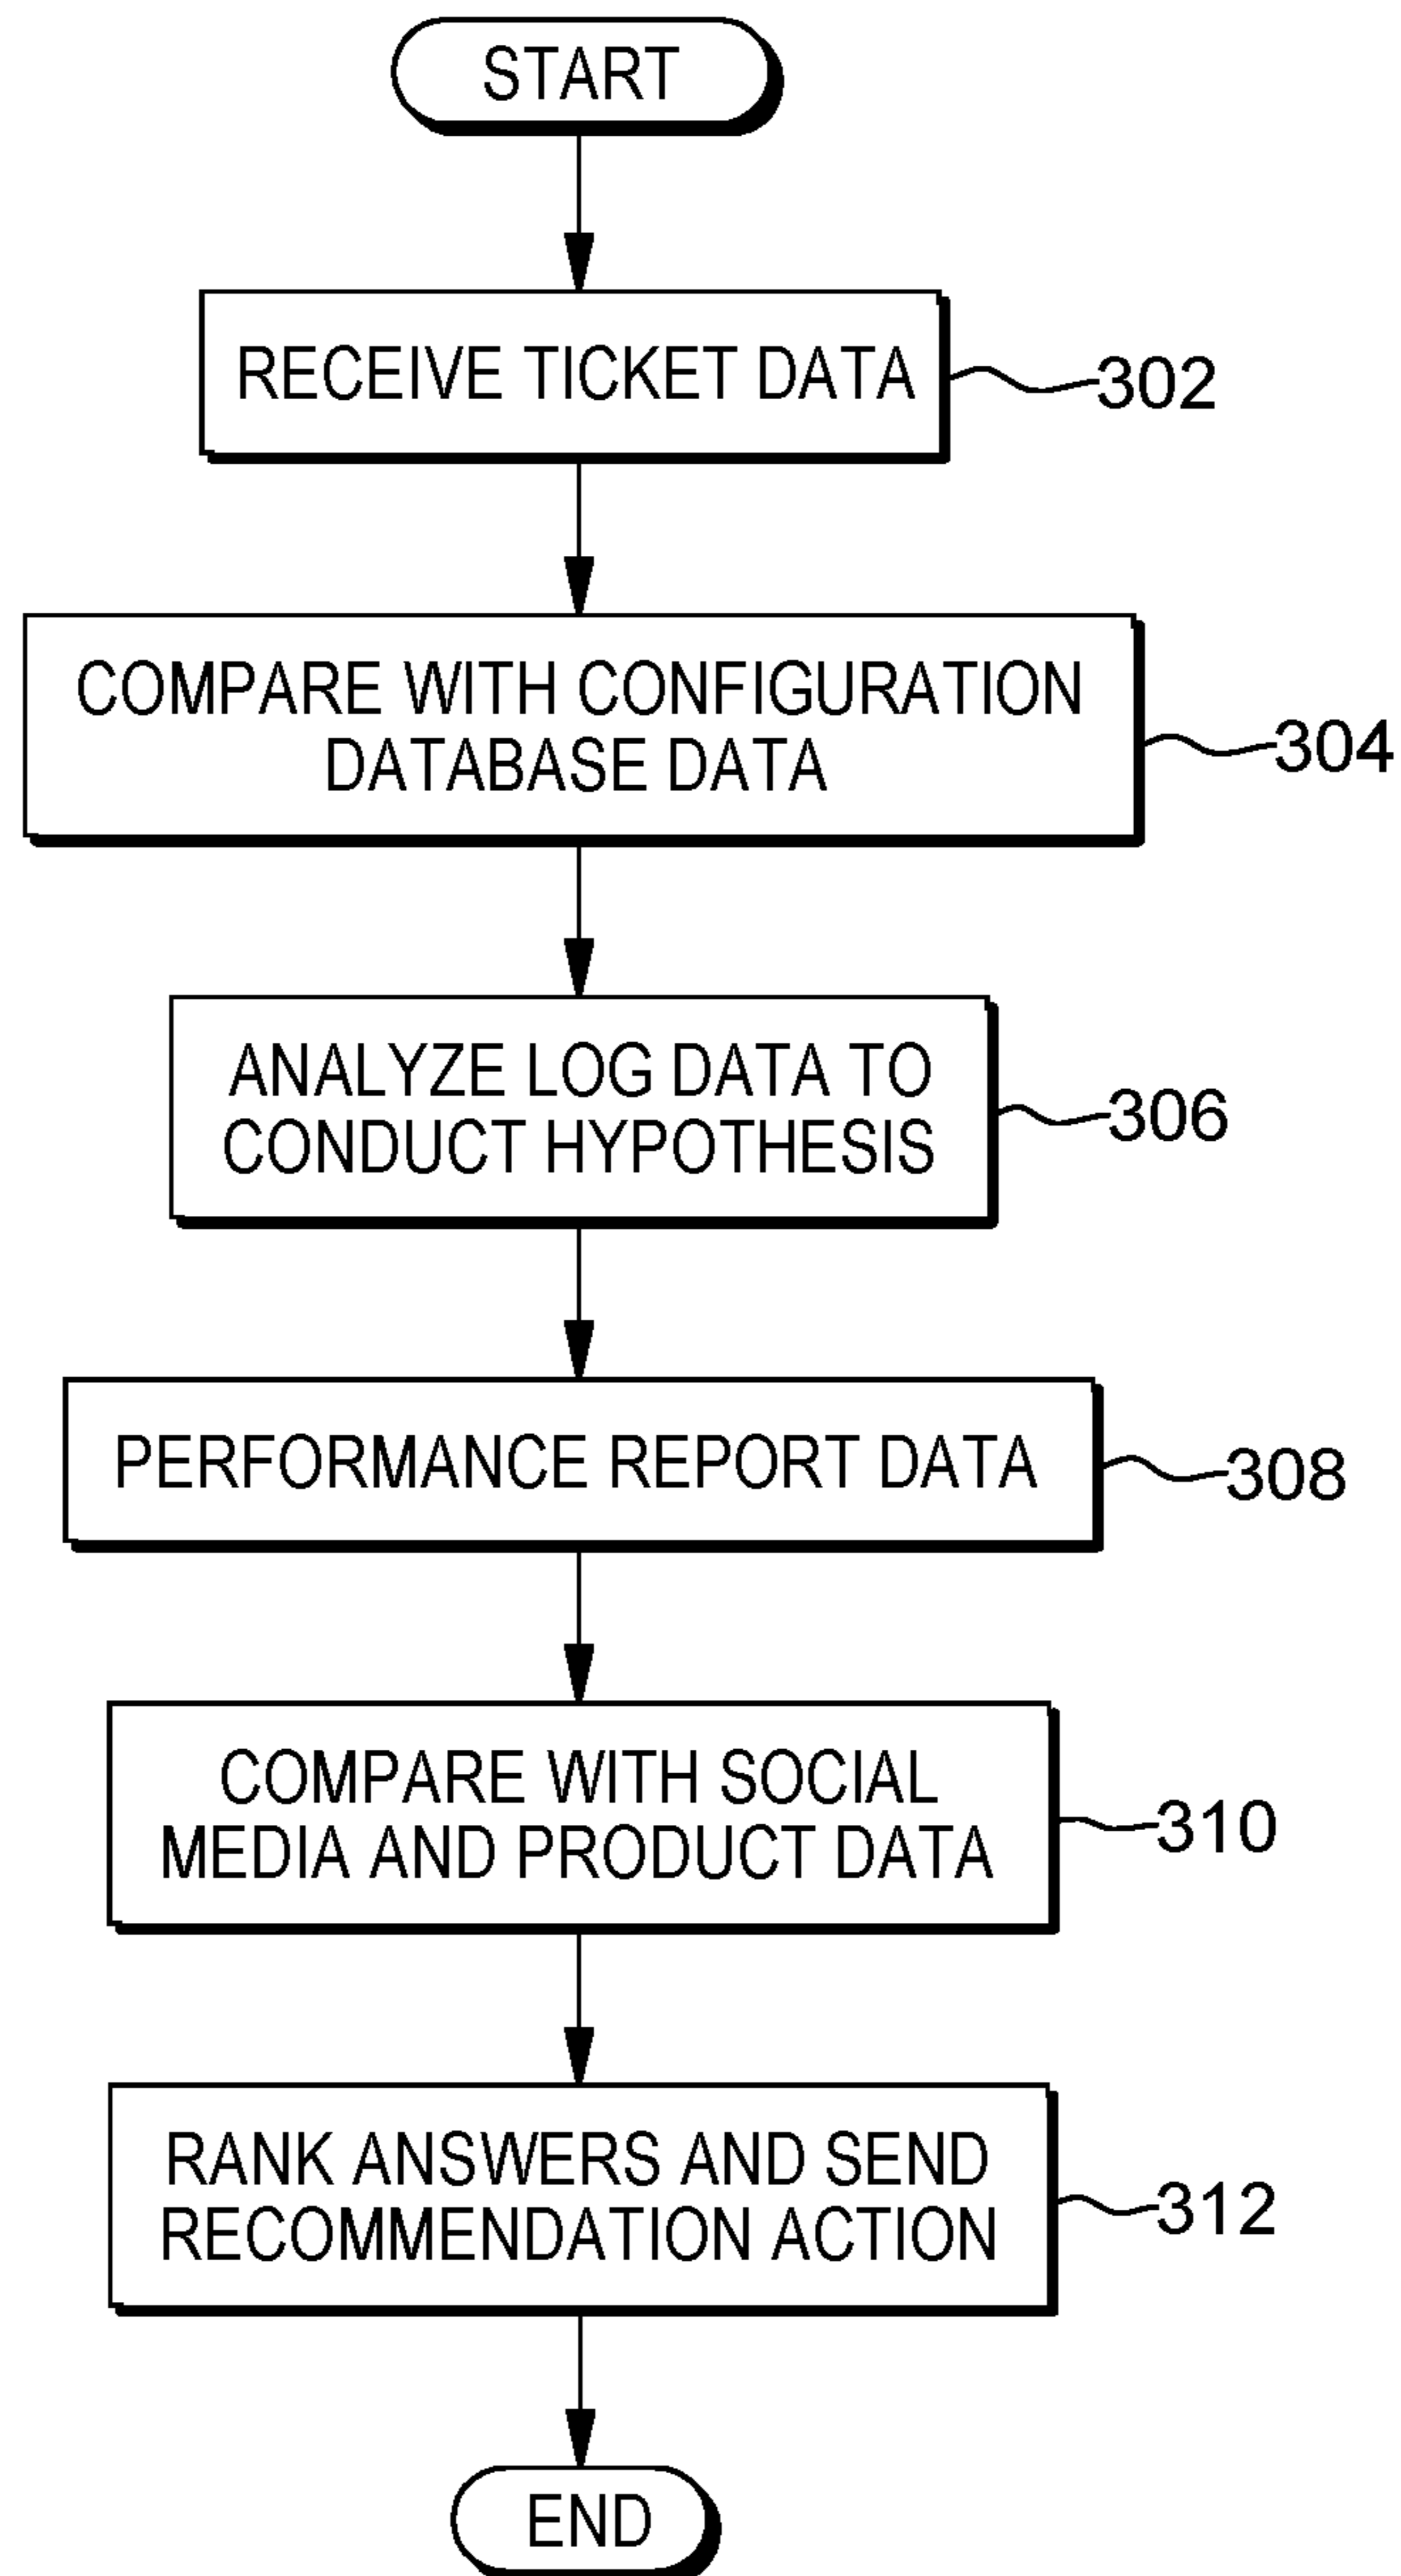 START
RECEIVE TICKET DATA
302
COMPARE WITH CONFIGURATION
DATABASE DATA
304
ANALYZE LOG DATA TO
CONDUCT HYPOTHESIS
306
PERFORMANCE REPORT DATA
308
COMPARE WITH SOCIAL
MEDIA AND PRODUCT DATA
310
RANK ANSWERS AND SEND
RECOMMENDATION ACTION
312
END